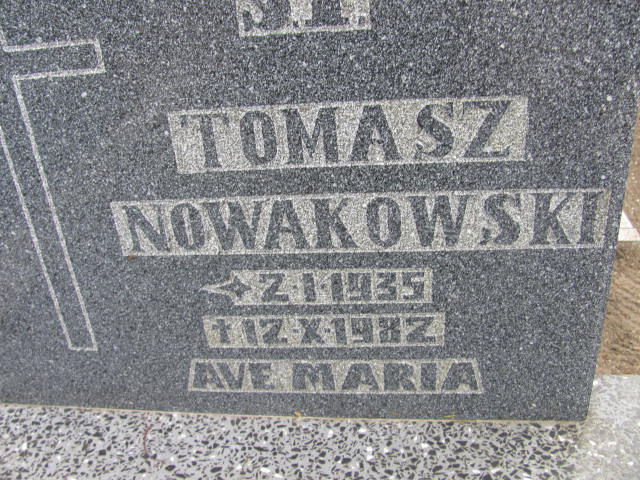 Ś.P.
TOMASZ
NOWAKOWSKI
2·I·1935
†12·X·1982
AVE MARIA